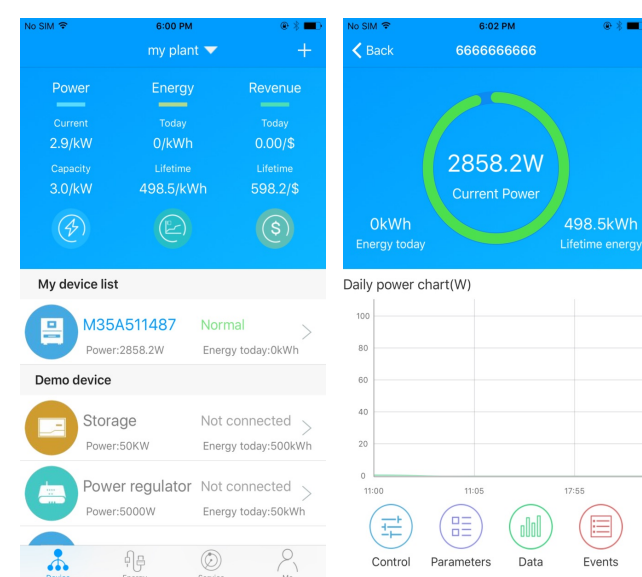 No SIM 6:00 PM
my plant
Power Energy Revenue
Current Today Today
2.9/kW 0/kWh 0.00/$
Capacity Lifetime Lifetime
3.0/kW 498.5/kWh 598.2/$
$
My device list
M35A511487 Normal
Power:2858.2W Energy today:0kWh
Demo device
Storage Not connected
Power:50KW Energy today:500kWh
Power regulator Not connected
Power:5000W Energy today:50kWh
No SIM 6:02 PM
Back 6666666666
2858.2W
Current Power
0kWh 498.5kWh
Energy today Lifetime energy
Daily power chart(W)
100
80
60
40
20
0
11:00 11:05 17:55
Control Parameters Data Events